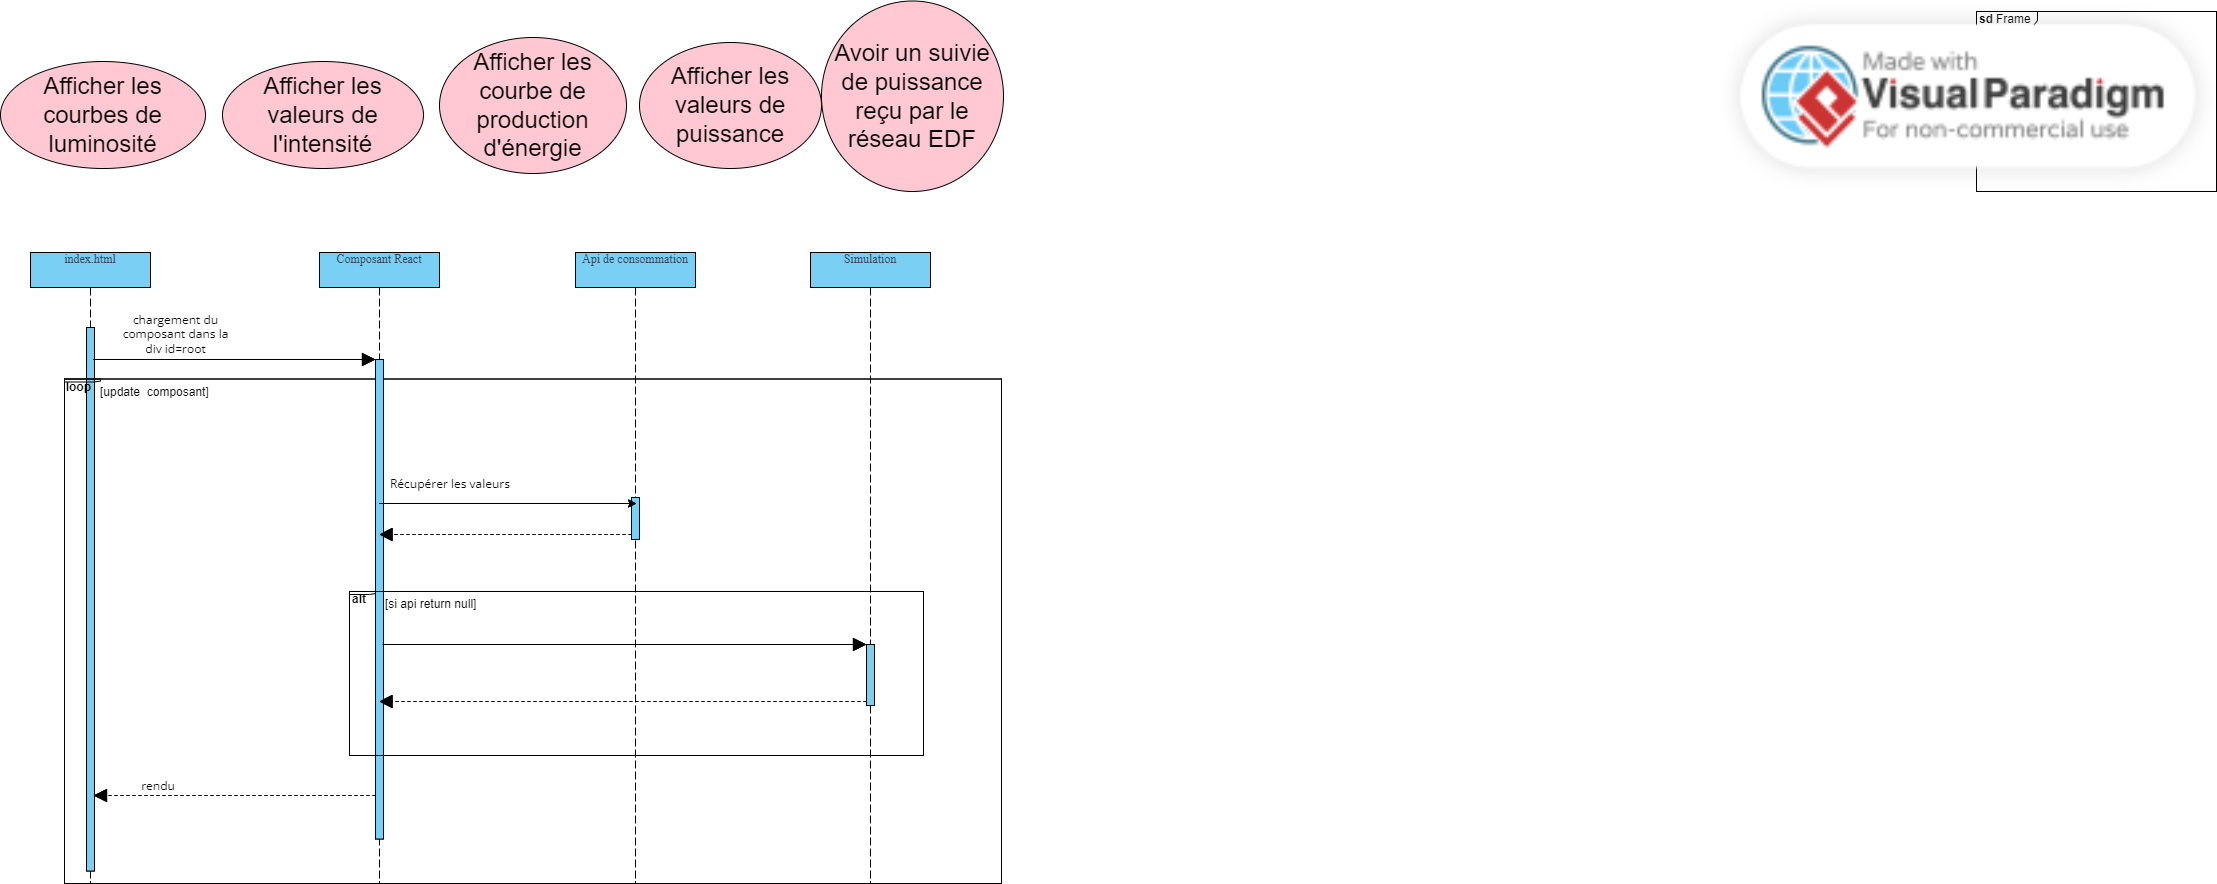 Afficher les
courbes de
luminosité
Afficher les
valeurs de
l'intensité
Afficher les
courbe de
production
d'énergie
Afficher les
valeurs de
puissance
Avoir un suivie
de puissance
reçu par le
réseau EDF
sd Frame
Made with
Visual Paradigm
For non-commercial use
index.html
Composant React
Api de consommation
Simulation
chargement du
composant dans la
div id=root
loop
[update composant]
Récupérer les valeurs
alt
[si api return null]
rendu